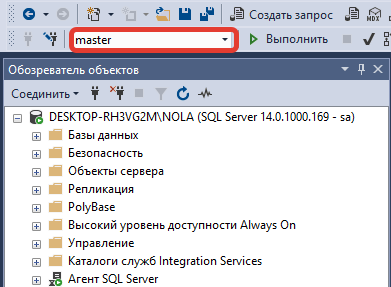 Создать запрос
MDX
master
Выполнить
Обозреватель объектов
Соединить
DESKTOP-RH3VG2M\NOLA (SQL Server 14.0.1000.169 - sa)
Базы данных
Безопасность
Объекты сервера
Репликация
PolyBase
Высокий уровень доступности Always On
Управление
Каталоги служб Integration Services
Агент SQL Server